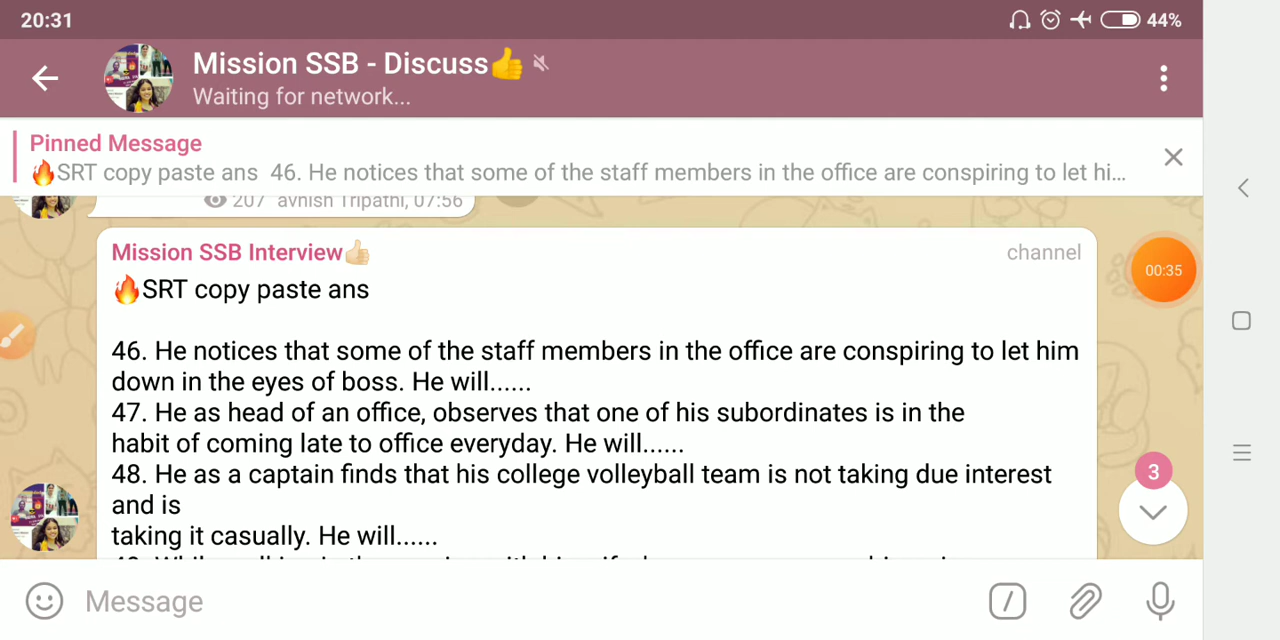 20:31
44%
Mission SSB - Discuss👍
Waiting for network...
Pinned Message
🔥SRT copy paste ans 46. He notices that some of the staff members in the office are conspiring to let hi...
207 avnish Tripathi, 07:56
Mission SSB Interview👍🏻
channel
🔥SRT copy paste ans
00:35
46. He notices that some of the staff members in the office are conspiring to let him
down in the eyes of boss. He will......
47. He as head of an office, observes that one of his subordinates is in the
habit of coming late to office everyday. He will......
48. He as a captain finds that his college volleyball team is not taking due interest
and is
taking it casually. He will......
3
Message